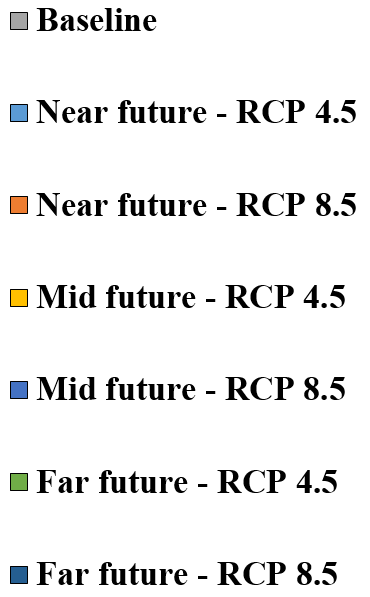 Baseline
Near future - RCP 4.5
Near future - RCP 8.5
Mid future - RCP 4.5
Mid future - RCP 8.5
Far future - RCP 4.5
Far future - RCP 8.5